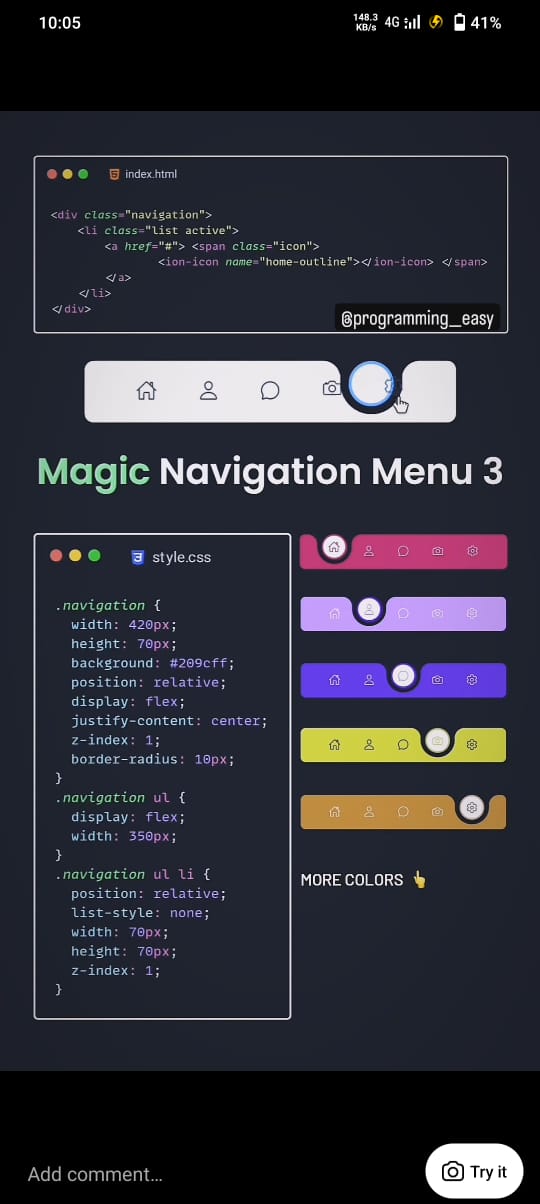 10:05
148.3
KB/s
4G
41%
index.html
<div class="navigation">
<li class="list active">
<a href="#"> <span class="icon">
<ion-icon name="home-outline"></ion-icon> </span>
</a>
</li>
</div>
@programming_easy
Magic Navigation Menu 3
style.css
.navigation {
width: 420px;
height: 70px;
background: #209cff;
position: relative;
display: flex;
justify-content: center;
z-index: 1;
border-radius: 10px;
}
.navigation ul {
display: flex;
width: 350px;
}
.navigation ul li {
position: relative;
list-style: none;
width: 70px;
height: 70px;
z-index: 1;
}
MORE COLORS 👆
Add comment...
Try it